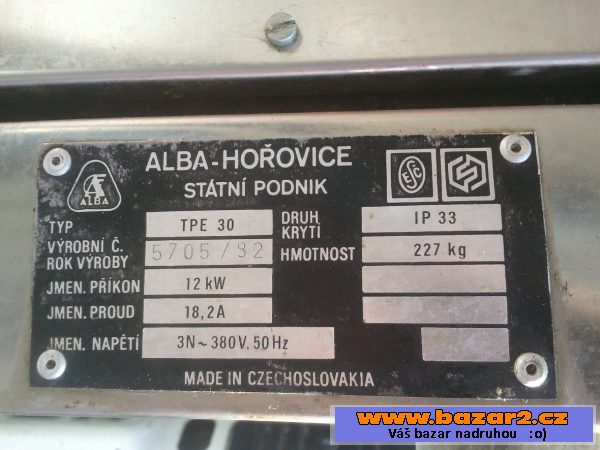 ALBA
ALBA-HOŘOVICE
STÁTNÍ PODNIK
ESČ
TYP TPE 30
DRUH KRYTÍ IP 33
VÝROBNÍ Č. ROK VÝROBY 5705/92
HMOTNOST 227 kg
JMEN. PŘÍKON 12 kW
JMEN. PROUD 18,2A
JMEN. NAPĚTÍ 3N~380V.50Hz
MADE IN CZECHOSLOVAKIA
www.bazar2.cz
Váš bazar nadruhou :o)